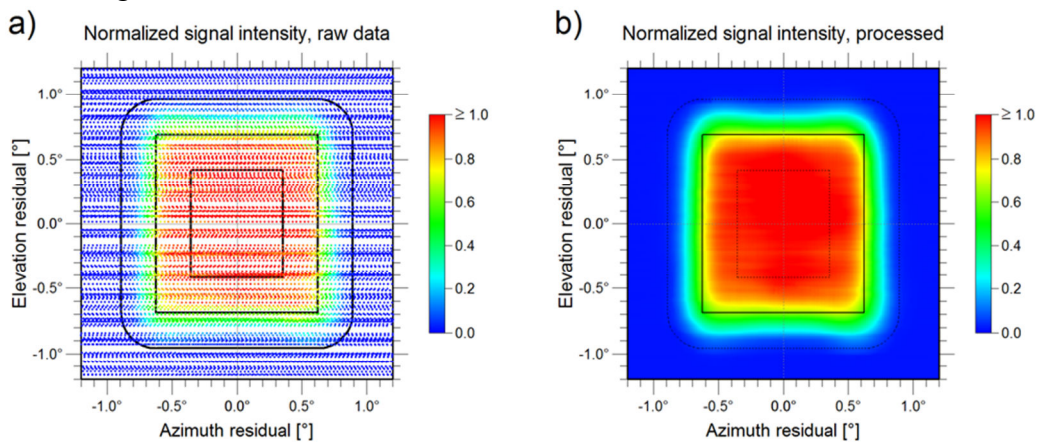 a)
Normalized signal intensity, raw data
Elevation residual [°]
1.0°
0.5°
0.0°
-0.5°
-1.0°
-1.0° -0.5° 0.0° 0.5° 1.0°
Azimuth residual [°]
≥ 1.0
0.8
0.6
0.4
0.2
0.0
b)
Normalized signal intensity, processed
Elevation residual [°]
1.0°
0.5°
0.0°
-0.5°
-1.0°
-1.0° -0.5° 0.0° 0.5° 1.0°
Azimuth residual [°]
≥ 1.0
0.8
0.6
0.4
0.2
0.0